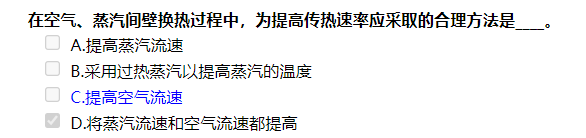 在空气、蒸汽间壁换热过程中，为提高传热速率应采取的合理方法是____。
A.提高蒸汽流速
B.采用过热蒸汽以提高蒸汽的温度
C.提高空气流速
D.将蒸汽流速和空气流速都提高